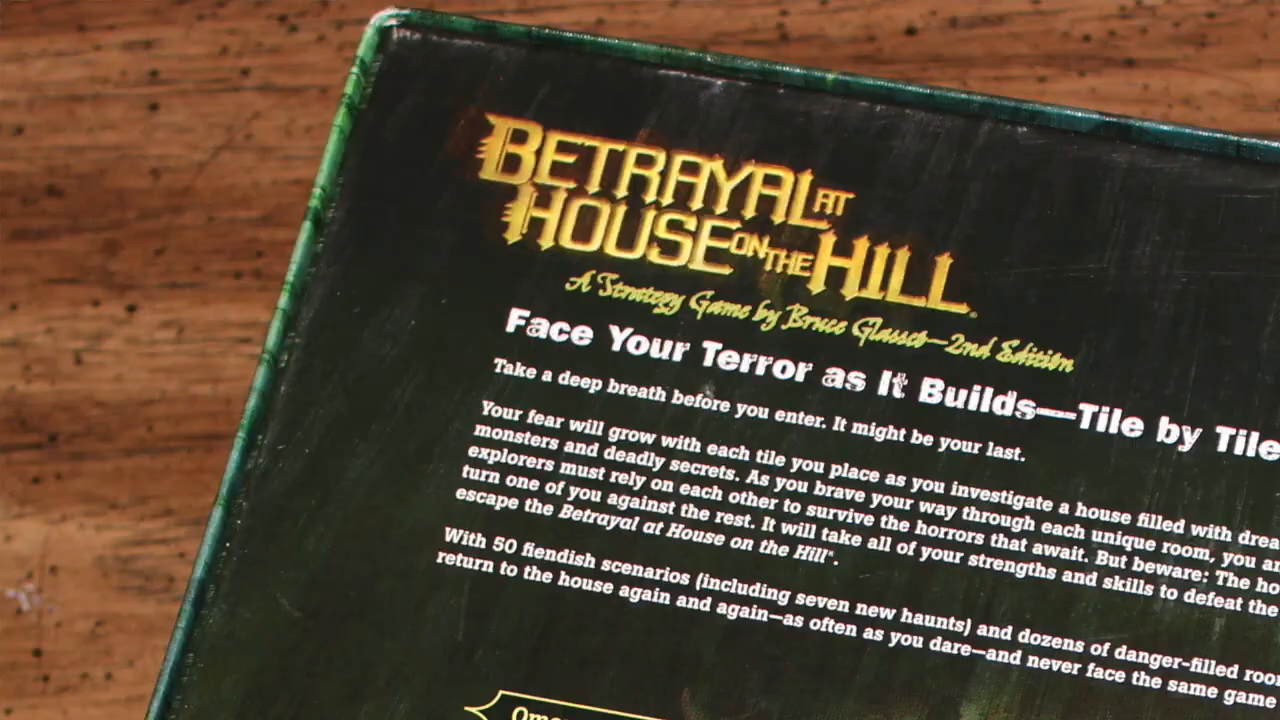 BETRAYAL AT
HOUSE ON THE HILL
A Strategy Game by Bruce Glassco—2nd Edition
Face Your Terror as It Builds—Tile by Tile
Take a deep breath before you enter. It might be your last.
Your fear will grow with each tile you place as you investigate a house filled with
monsters and deadly secrets. As you brave your way through each unique room, you
explorers must rely on each other to survive the horrors that await. But beware: The
turn one of you against the rest. It will take all of your strengths and skills to defeat the
escape the Betrayal at House on the Hill.
With 50 fiendish scenarios (including seven new haunts) and dozens of danger-filled
return to the house again and again—as often as you dare—and never face the same game